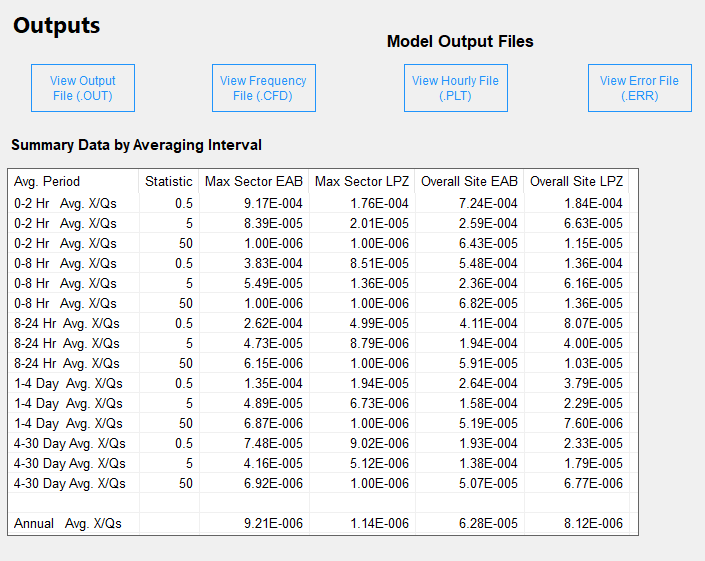 Outputs
Model Output Files
View Output File (.OUT)
View Frequency File (.CFD)
View Hourly File (.PLT)
View Error File (.ERR)
Summary Data by Averaging Interval
Avg. Period Statistic Max Sector EAB Max Sector LPZ Overall Site EAB Overall Site LPZ
0-2 Hr Avg. X/Qs 0.5 9.17E-004 1.76E-004 7.24E-004 1.84E-004
0-2 Hr Avg. X/Qs 5 8.39E-005 2.01E-005 2.59E-004 6.63E-005
0-2 Hr Avg. X/Qs 50 1.00E-006 1.00E-006 6.43E-005 1.15E-005
0-8 Hr Avg. X/Qs 0.5 3.83E-004 8.51E-005 5.48E-004 1.36E-004
0-8 Hr Avg. X/Qs 5 5.49E-005 1.36E-005 2.36E-004 6.16E-005
0-8 Hr Avg. X/Qs 50 1.00E-006 1.00E-006 6.82E-005 1.36E-005
8-24 Hr Avg. X/Qs 0.5 2.62E-004 4.99E-005 4.11E-004 8.07E-005
8-24 Hr Avg. X/Qs 5 4.73E-005 8.79E-006 1.94E-004 4.00E-005
8-24 Hr Avg. X/Qs 50 6.15E-006 1.00E-006 5.91E-005 1.03E-005
1-4 Day Avg. X/Qs 0.5 1.35E-004 1.94E-005 2.64E-004 3.79E-005
1-4 Day Avg. X/Qs 5 4.89E-005 6.73E-006 1.58E-004 2.29E-005
1-4 Day Avg. X/Qs 50 6.87E-006 1.00E-006 5.19E-005 7.60E-006
4-30 Day Avg. X/Qs 0.5 7.48E-005 9.02E-006 1.93E-004 2.33E-005
4-30 Day Avg. X/Qs 5 4.16E-005 5.12E-006 1.38E-004 1.79E-005
4-30 Day Avg. X/Qs 50 6.92E-006 1.00E-006 5.07E-005 6.77E-006
Annual Avg. X/Qs 9.21E-006 1.14E-006 6.28E-005 8.12E-006